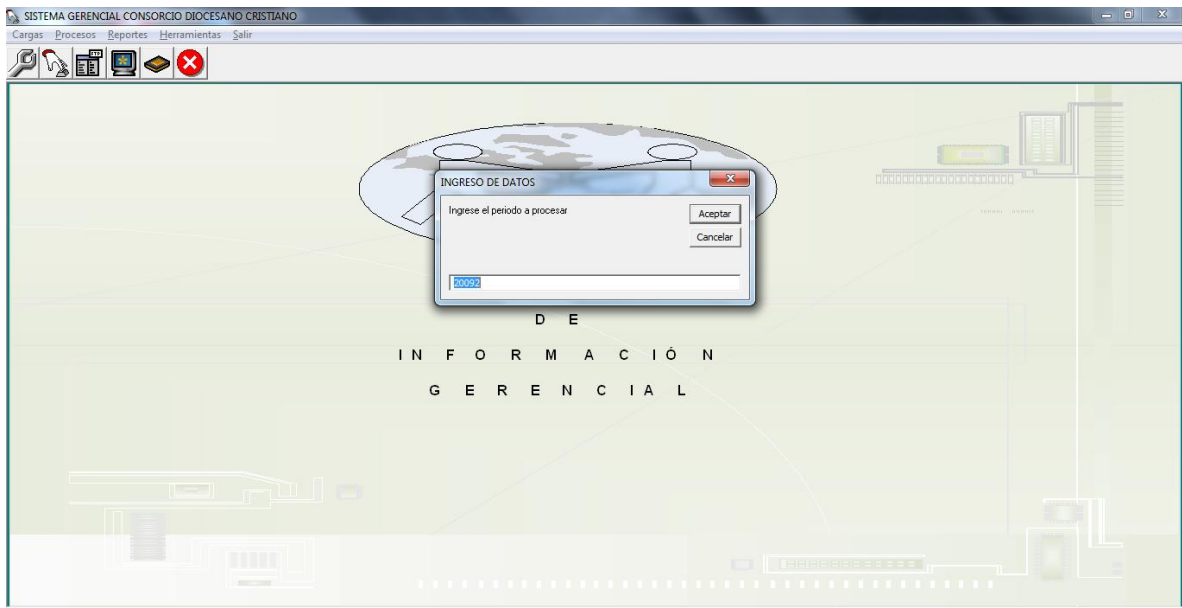 SISTEMA GERENCIAL CONSORCIO DIOCESANO CRISTIANO
Cargas Procesos Reportes Herramientas Salir
INGRESO DE DATOS
Ingrese el periodo a procesar
Aceptar
Cancelar
20092
D E
I N F O R M A C I Ó N
G E R E N C I A L